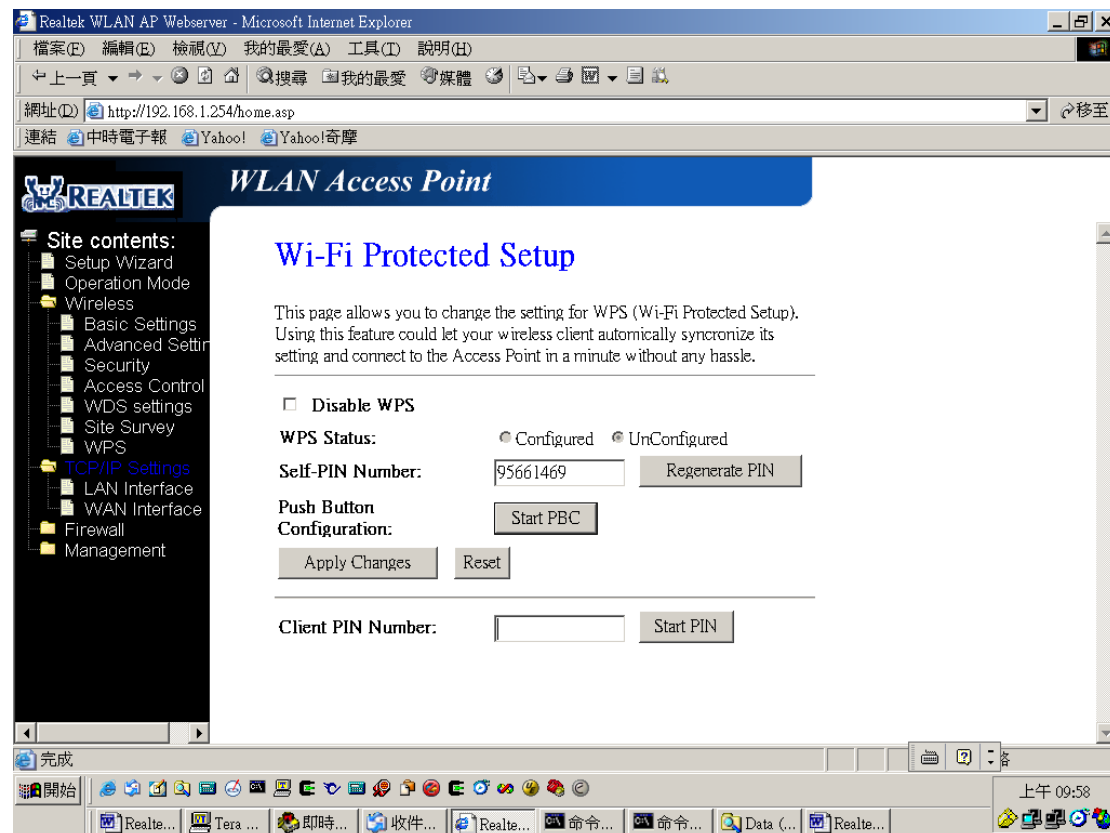 Realtek WLAN AP Webserver - Microsoft Internet Explorer
檔案(F) 編輯(E) 檢視(V) 我的最愛(A) 工具(T) 說明(H)
上一頁 搜尋 我的最愛 媒體
網址(D) http://192.168.1.254/home.asp 移至
連結 中時電子報 Yahoo! Yahoo!奇摩
REALTEK
WLAN Access Point
Site contents:
Setup Wizard
Operation Mode
Wireless
Basic Settings
Advanced Settin
Security
Access Control
WDS settings
Site Survey
WPS
TCP/IP Settings
LAN Interface
WAN Interface
Firewall
Management
Wi-Fi Protected Setup
This page allows you to change the setting for WPS (Wi-Fi Protected Setup).
Using this feature could let your wireless client automically syncronize its
setting and connect to the Access Point in a minute without any hassle.
Disable WPS
WPS Status: Configured UnConfigured
Self-PIN Number: 95661469 Regenerate PIN
Push Button
Configuration: Start PBC
Apply Changes Reset
Client PIN Number: Start PIN
完成
開始 上午 09:58
Realte... Tera ... 即時... 收件... Realte... 命令... 命令... Data (... Realte...